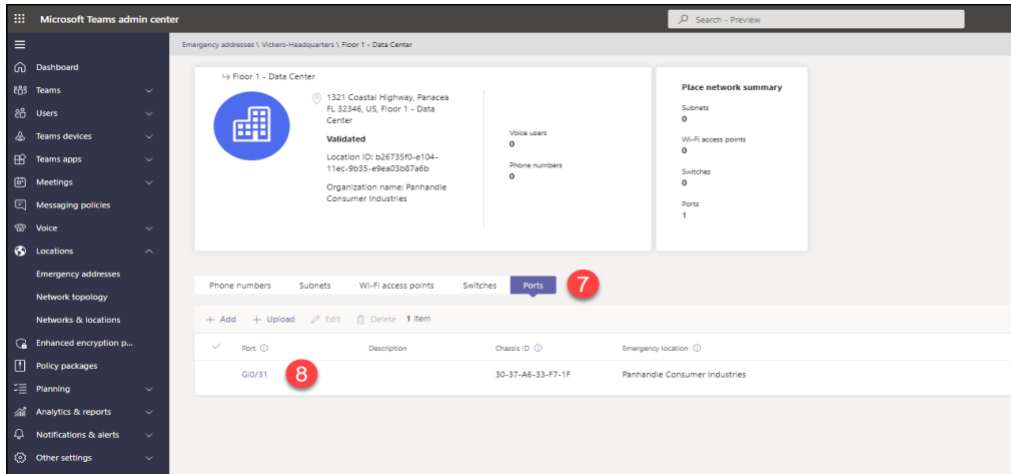 Microsoft Teams admin center
Search - Preview
Emergency addresses \ Vickers-Headquarters \ Floor 1 - Data Center
Dashboard
Teams
Users
Teams devices
Teams apps
Meetings
Messaging policies
Voice
Locations
Emergency addresses
Network topology
Networks & locations
Enhanced encryption p...
Policy packages
Planning
Analytics & reports
Notifications & alerts
Other settings
Floor 1 - Data Center
1321 Coastal Highway, Panacea
FL 32346, US, Floor 1 - Data
Center
Validated
Location ID: b26735f0-e104-
11ec-9b35-e9ea03b87a6b
Organization name: Panhandle
Consumer Industries
Voice users
0
Phone numbers
0
Place network summary
Subnets
0
Wi-Fi access points
0
Switches
0
Ports
1
Phone numbers Subnets Wi-Fi access points Switches Ports 7
+ Add + Upload Edit Delete 1 item
Port Description Chassis ID Emergency location
Gi0/31 8 30-37-A6-33-F7-1F Panhandle Consumer Industries